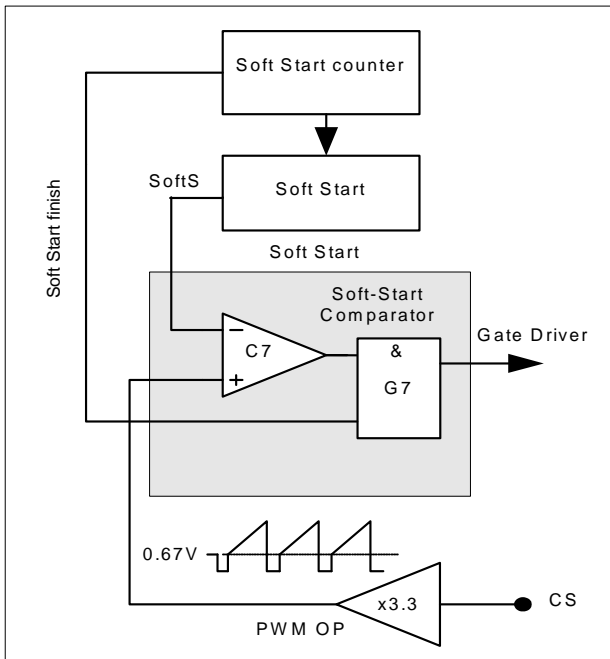 Soft Start counter
SoftS
Soft Start
Soft Start finish
Soft Start
Soft-Start
Comparator
Gate Driver
&
−
C7
+
G7
0.67V
x3.3
CS
PWM OP